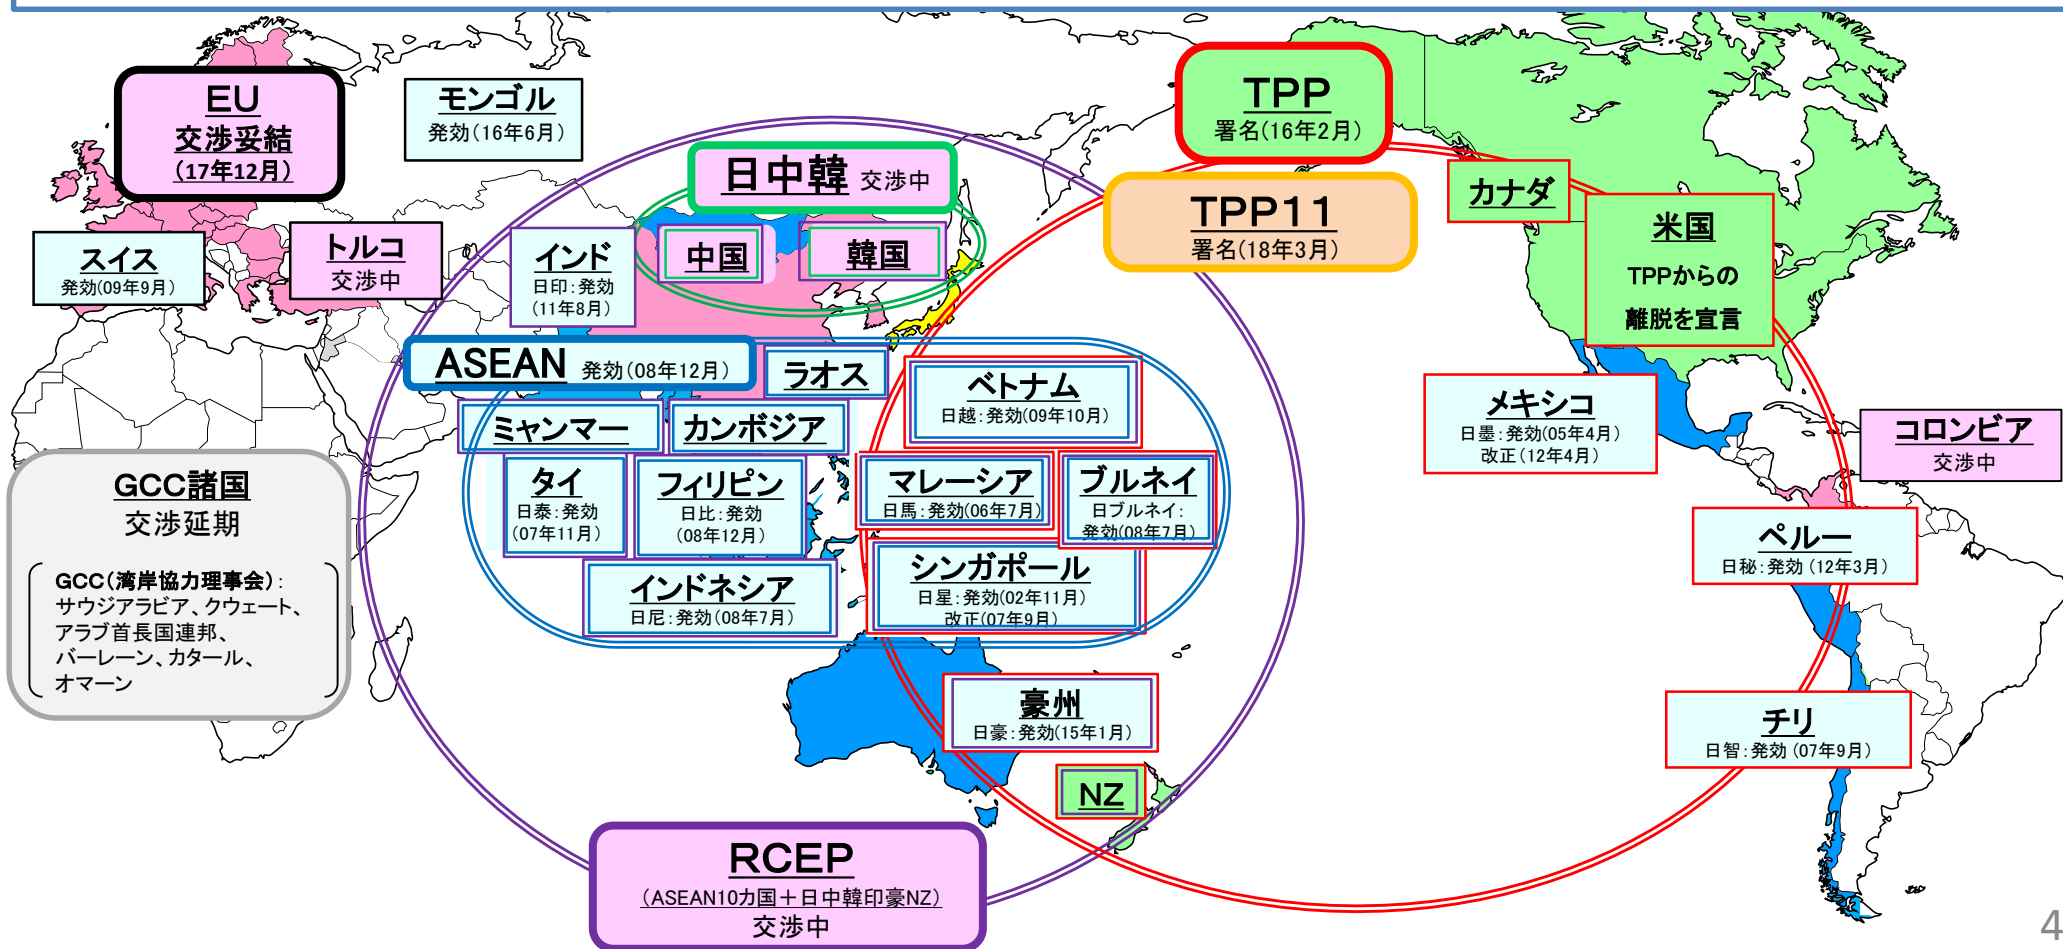 EU
交渉妥結
(17年12月)
モンゴル
発効(16年6月)
TPP
署名(16年2月)
日中韓 交渉中
TPP11
署名(18年3月)
カナダ
米国
TPPからの
離脱を宣言
スイス
発効(09年9月)
トルコ
交渉中
インド
日印:発効
(11年8月)
中国
韓国
ASEAN 発効(08年12月)
ラオス
ベトナム
日越:発効(09年10月)
メキシコ
日墨:発効(05年4月)
改正(12年4月)
コロンビア
交渉中
ミャンマー
カンボジア
タイ
日泰:発効
(07年11月)
フィリピン
日比:発効
(08年12月)
マレーシア
日馬:発効(06年7月)
ブルネイ
日ブルネイ:
発効(08年7月)
GCC諸国
交渉延期
GCC(湾岸協力理事会):
サウジアラビア、クウェート、
アラブ首長国連邦、
バーレーン、カタール、
オマーン
インドネシア
日尼:発効(08年7月)
シンガポール
日星:発効(02年11月)
改正(07年9月)
ペルー
日秘:発効(12年3月)
豪州
日豪:発効(15年1月)
チリ
日智:発効(07年9月)
NZ
RCEP
(ASEAN10カ国+日中韓印豪NZ)
交渉中
4